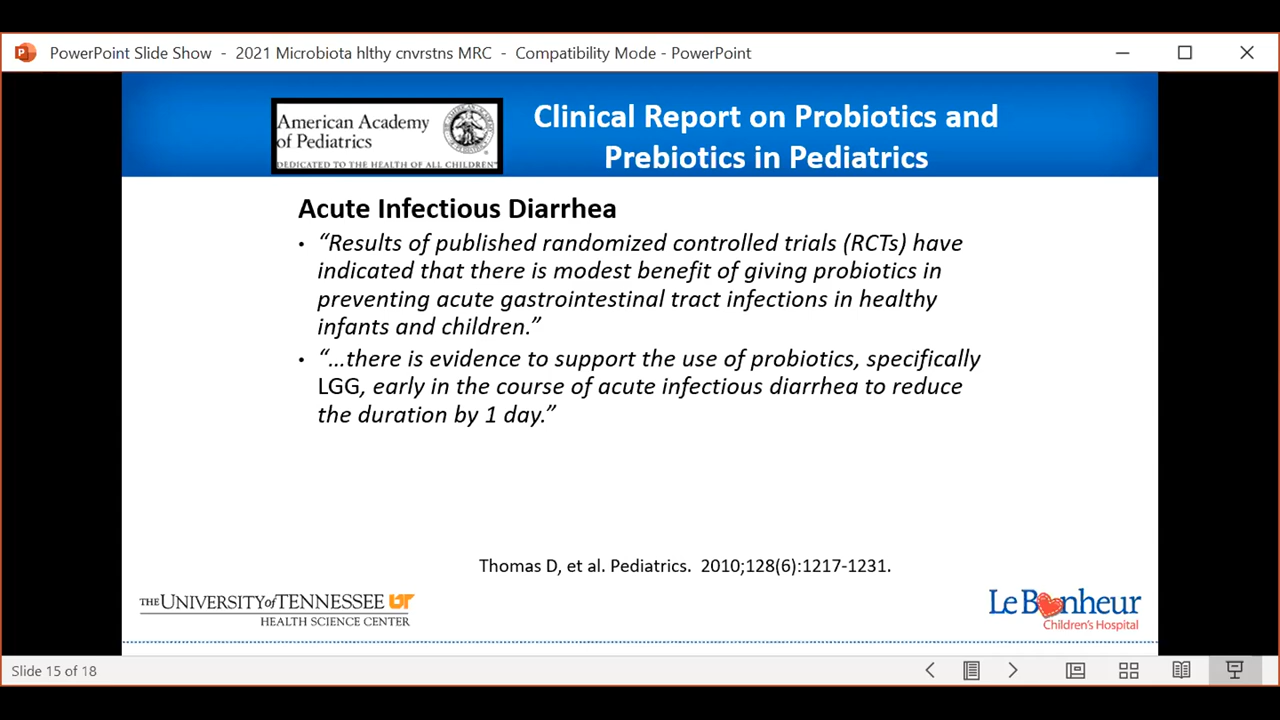 PowerPoint Slide Show - 2021 Microbiota hlthy cnvrstns MRC - Compatibility Mode - PowerPoint
American Academy
of Pediatrics
DEDICATED TO THE HEALTH OF ALL CHILDREN
Clinical Report on Probiotics and
Prebiotics in Pediatrics
Acute Infectious Diarrhea
• “Results of published randomized controlled trials (RCTs) have
indicated that there is modest benefit of giving probiotics in
preventing acute gastrointestinal tract infections in healthy
infants and children.”
• “…there is evidence to support the use of probiotics, specifically
LGG, early in the course of acute infectious diarrhea to reduce
the duration by 1 day.”
Thomas D, et al. Pediatrics. 2010;128(6):1217-1231.
THE UNIVERSITY of TENNESSEE UT
HEALTH SCIENCE CENTER
Le Bonheur
Children's Hospital
Slide 15 of 18